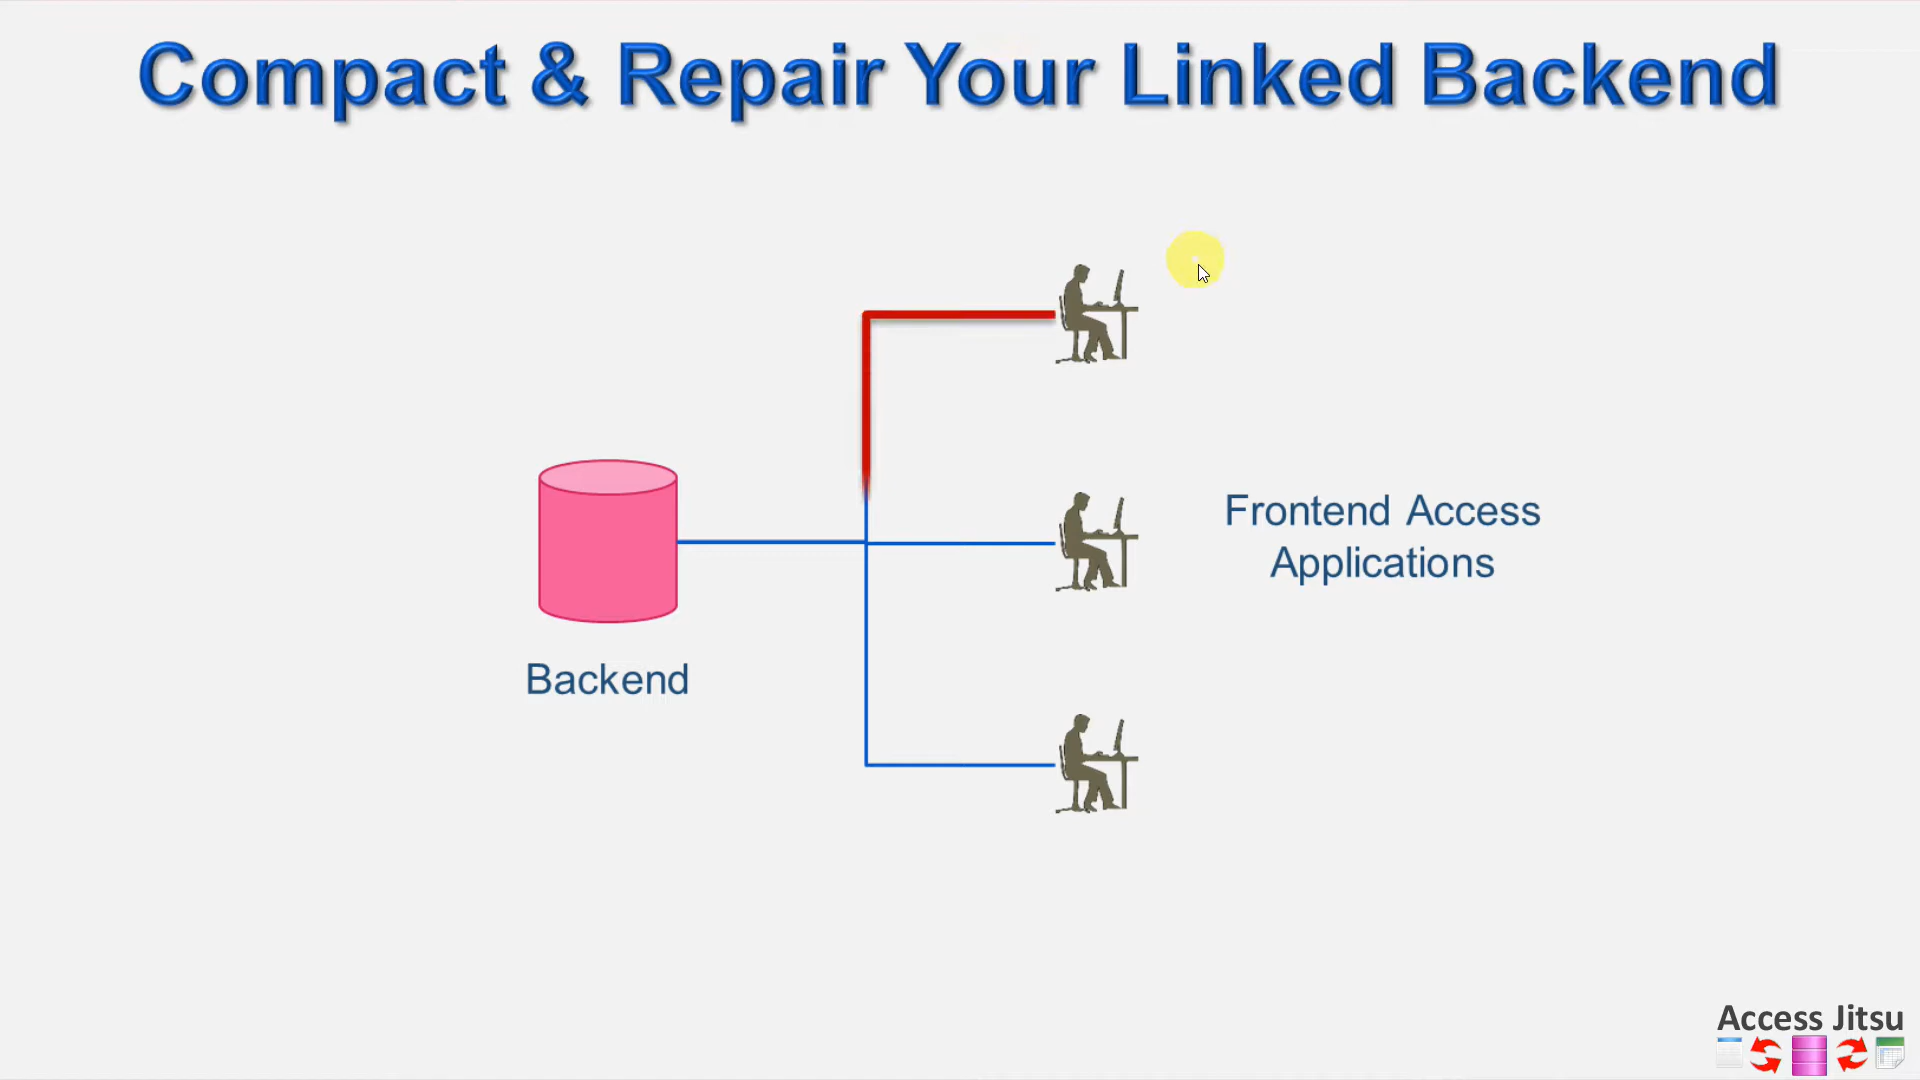 Compact & Repair Your Linked Backend
Frontend Access
Applications
Backend
Access Jitsu